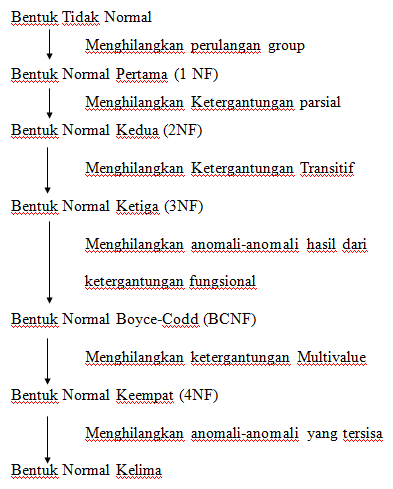 Bentuk Tidak Normal
Menghilangkan perulangan group
Bentuk Normal Pertama (1 NF)
Menghilangkan Ketergantungan parsial
Bentuk Normal Kedua (2NF)
Menghilangkan Ketergantungan Transitif
Bentuk Normal Ketiga (3NF)
Menghilangkan anomali-anomali hasil dari
ketergantungan fungsional
Bentuk Normal Boyce-Codd (BCNF)
Menghilangkan ketergantungan Multivalue
Bentuk Normal Keempat (4NF)
Menghilangkan anomali-anomali yang tersisa
Bentuk Normal Kelima